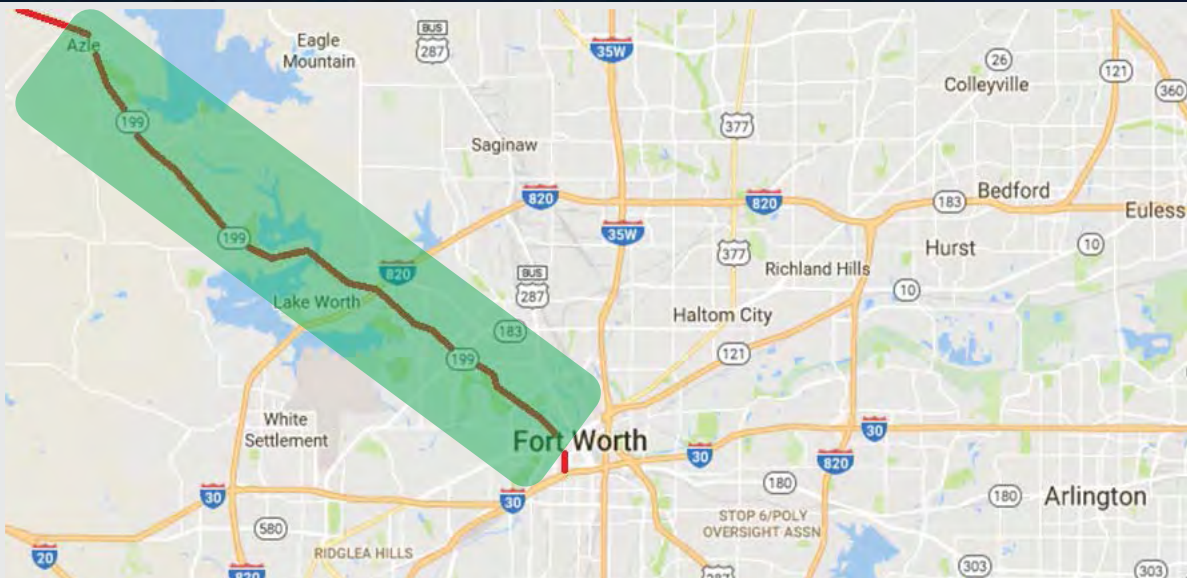 Azle
Eagle
Mountain
BUS
287
35W
26
Colleyville
121
360
199
377
Saginaw
820
820
183
Bedford
Euless
199
35W
377
10
Hurst
Richland Hills
10
820
BUS
287
Lake Worth
183
Haltom City
121
199
White
Settlement
Fort Worth
30
30
820
30
30
180
180
Arlington
580
STOP 6/POLY
OVERSIGHT ASSN
20
RIDGLEA HILLS
820
287
303
303